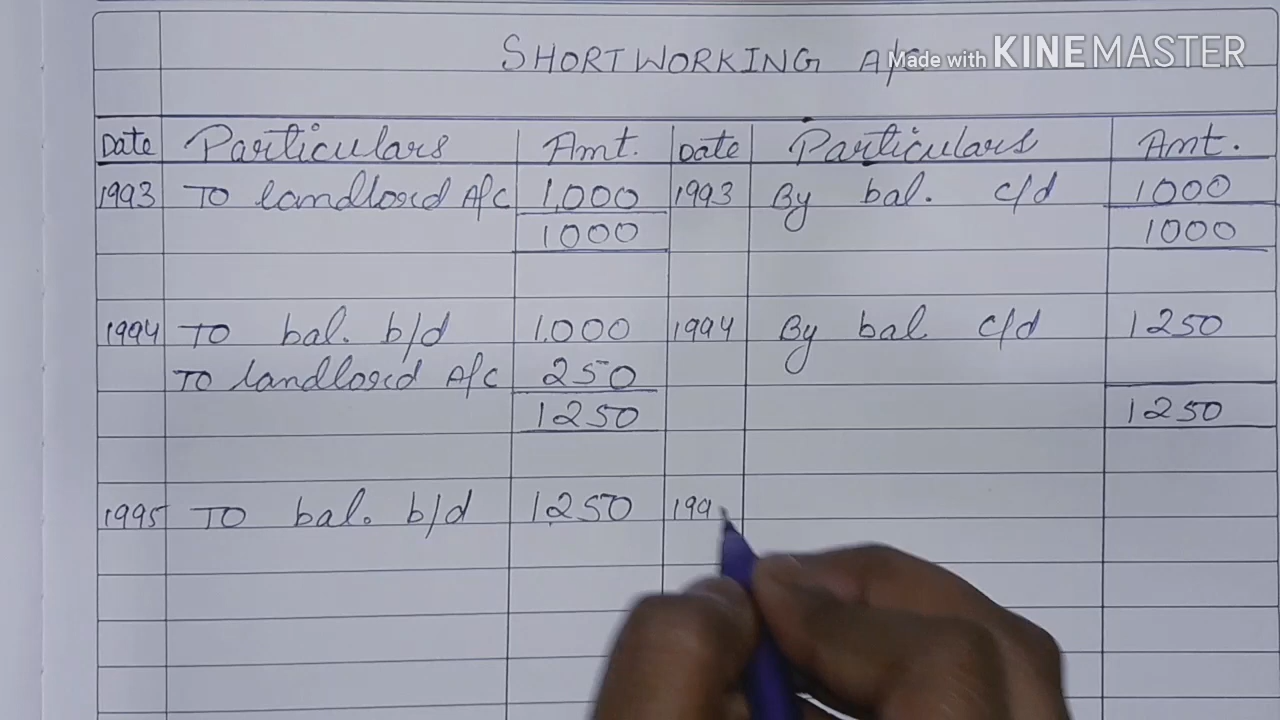 SHORTWORKING A/C
Made with KINEMASTER
Date Particulars Amt. Date Particulars Amt.
1993 To landlord A/c 1,000 1993 By bal. c/d 1000
1000 1000
1994 To bal. b/d 1,000 1994 By bal c/d 1250
To landlord A/c 250
1250 1250
1995 To bal. b/d 1250 199